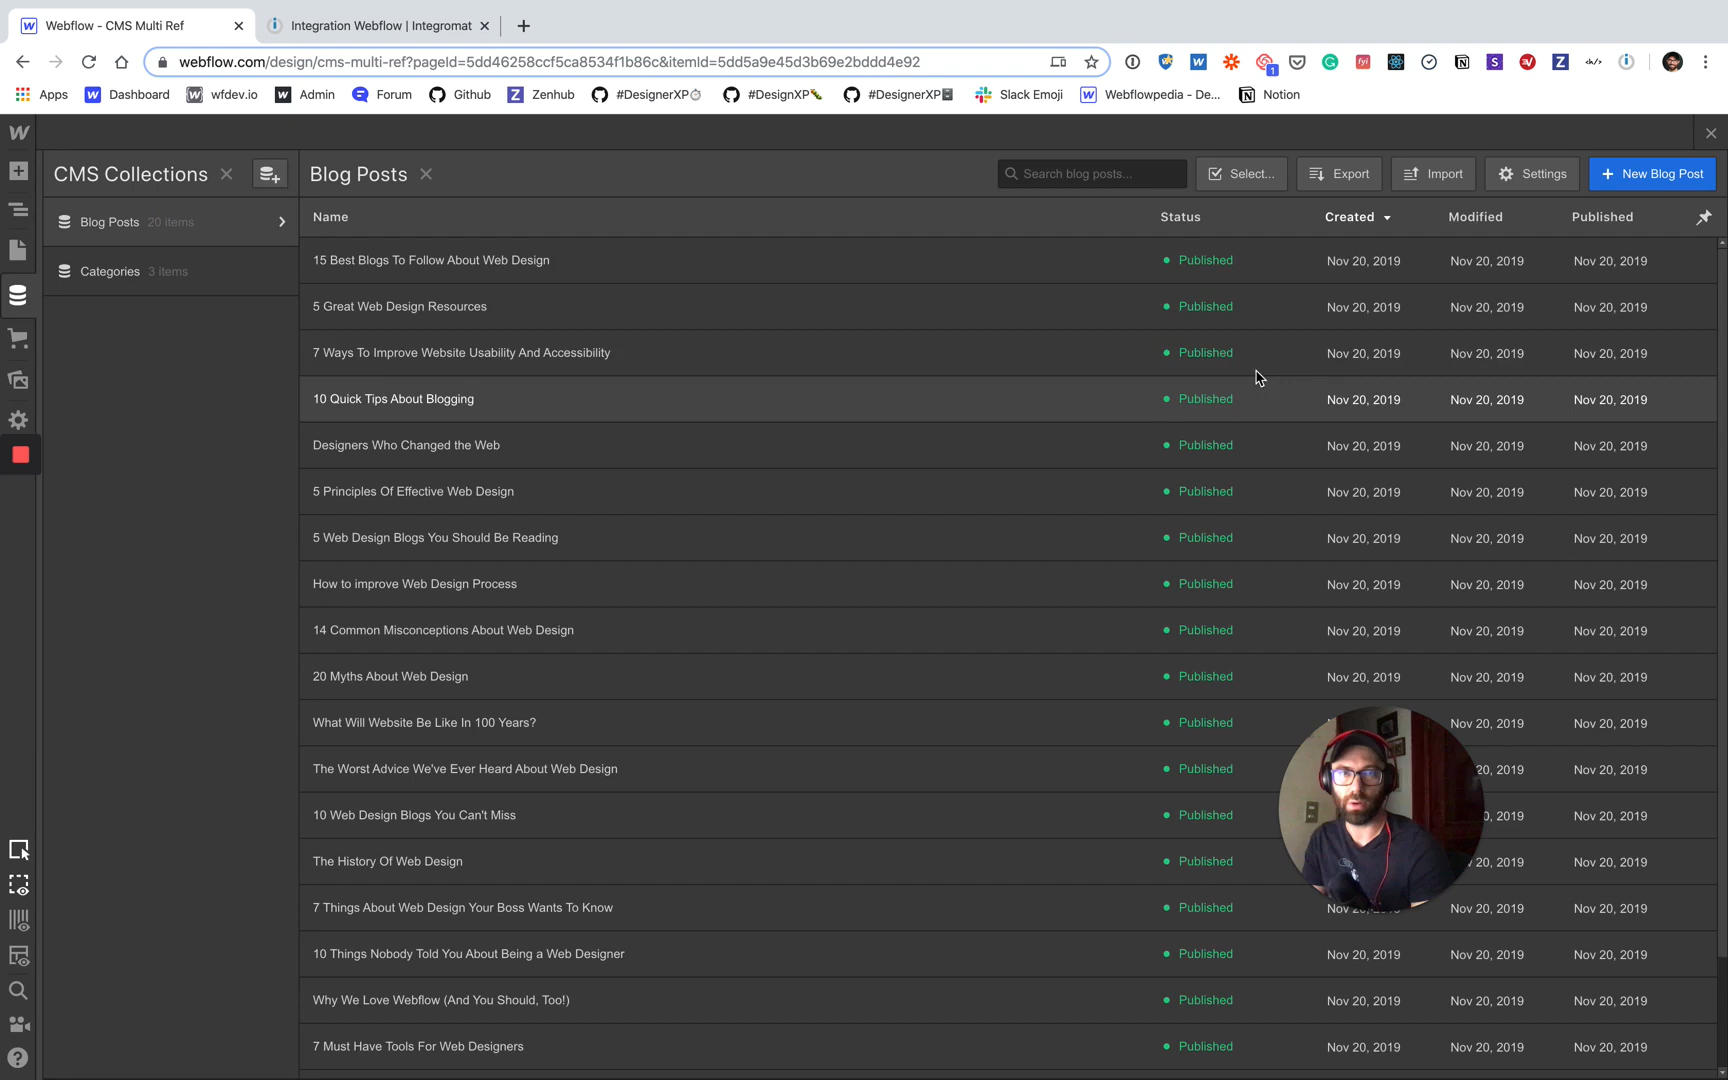 Webflow - CMS Multi Ref
Integration Webflow | Integromat
webflow.com/design/cms-multi-ref?pageId=5dd46258ccf5ca8534f1b86c&itemId=5dd5a9e45d3b69e2bddd4e92
Apps Dashboard wfdev.io Admin Forum Github Zenhub #DesignerXP⏱ #DesignXP🐛 #DesignerXP🗄 Slack Emoji Webflowpedia - De... Notion
CMS Collections
Blog Posts 20 items
Categories 3 items
Blog Posts
Search blog posts...
Select... Export Import Settings + New Blog Post
Name Status Created Modified Published
15 Best Blogs To Follow About Web Design Published Nov 20, 2019 Nov 20, 2019 Nov 20, 2019
5 Great Web Design Resources Published Nov 20, 2019 Nov 20, 2019 Nov 20, 2019
7 Ways To Improve Website Usability And Accessibility Published Nov 20, 2019 Nov 20, 2019 Nov 20, 2019
10 Quick Tips About Blogging Published Nov 20, 2019 Nov 20, 2019 Nov 20, 2019
Designers Who Changed the Web Published Nov 20, 2019 Nov 20, 2019 Nov 20, 2019
5 Principles Of Effective Web Design Published Nov 20, 2019 Nov 20, 2019 Nov 20, 2019
5 Web Design Blogs You Should Be Reading Published Nov 20, 2019 Nov 20, 2019 Nov 20, 2019
How to improve Web Design Process Published Nov 20, 2019 Nov 20, 2019 Nov 20, 2019
14 Common Misconceptions About Web Design Published Nov 20, 2019 Nov 20, 2019 Nov 20, 2019
20 Myths About Web Design Published Nov 20, 2019 Nov 20, 2019 Nov 20, 2019
What Will Website Be Like In 100 Years? Published Nov 20, 2019 Nov 20, 2019
The Worst Advice We've Ever Heard About Web Design Published 20, 2019 Nov 20, 2019
10 Web Design Blogs You Can't Miss Published 0, 2019 Nov 20, 2019
The History Of Web Design Published 20, 2019 Nov 20, 2019
7 Things About Web Design Your Boss Wants To Know Published Nov Nov 20, 2019 Nov 20, 2019
10 Things Nobody Told You About Being a Web Designer Published Nov 20, 2019 Nov 20, 2019 Nov 20, 2019
Why We Love Webflow (And You Should, Too!) Published Nov 20, 2019 Nov 20, 2019 Nov 20, 2019
7 Must Have Tools For Web Designers Published Nov 20, 2019 Nov 20, 2019 Nov 20, 2019